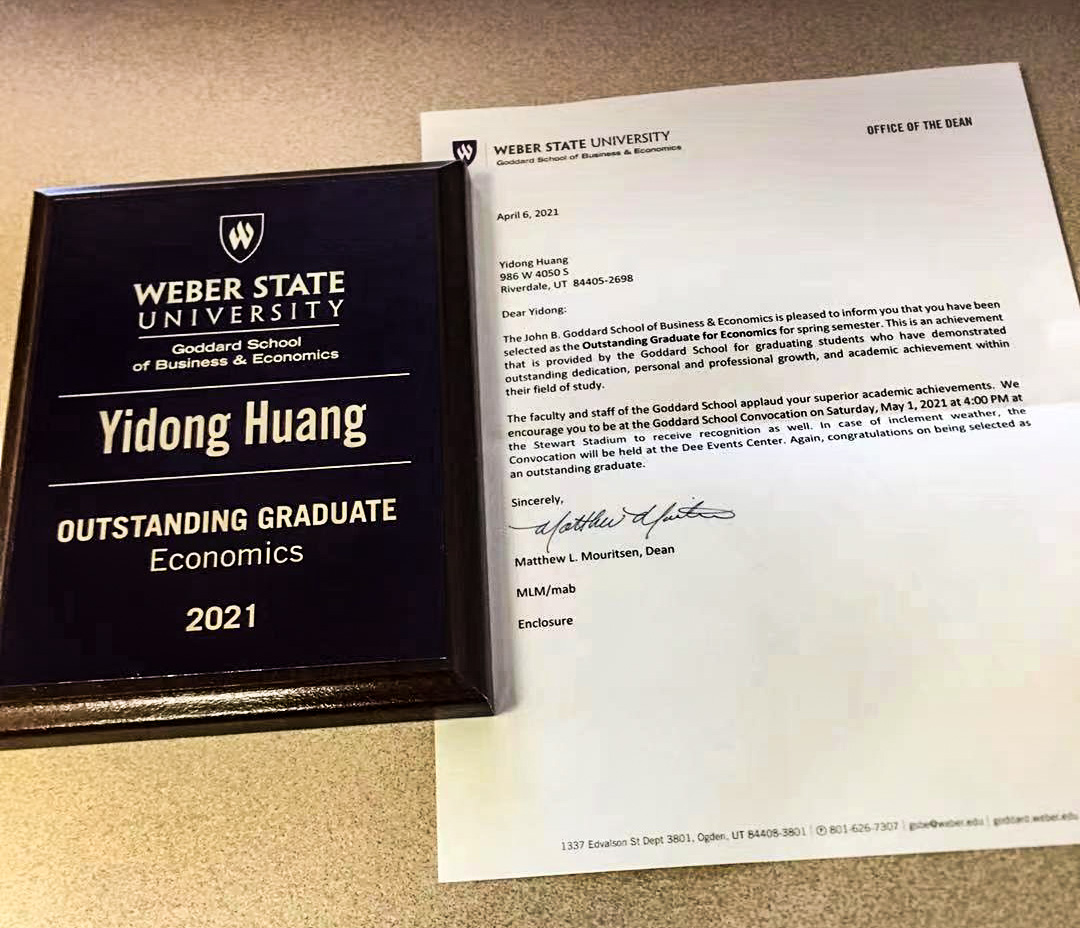 WEBER STATE
UNIVERSITY
Goddard School
of Business & Economics
Yidong Huang
OUTSTANDING GRADUATE
Economics
2021
WEBER STATE UNIVERSITY
Goddard School of Business & Economics
OFFICE OF THE DEAN
April 6, 2021
Yidong Huang
986 W 4050 S
Riverdale, UT 84405-2698
Dear Yidong:
The John B. Goddard School of Business & Economics is pleased to inform you that you have been
selected as the Outstanding Graduate for Economics for spring semester. This is an achievement
that is provided by the Goddard School for graduating students who have demonstrated
outstanding dedication, personal and professional growth, and academic achievement within
their field of study.
The faculty and staff of the Goddard School applaud your superior academic achievements. We
encourage you to be at the Goddard School Convocation on Saturday, May 1, 2021 at 4:00 PM at
the Stewart Stadium to receive recognition as well. In case of inclement weather, the
Convocation will be held at the Dee Events Center. Again, congratulations on being selected as
an outstanding graduate.
Sincerely,
Matthew L. Mouritsen, Dean
MLM/mab
Enclosure
1337 Edvalson St Dept 3801, Ogden, UT 84408-3801 | 801-626-7307 | gsbe@weber.edu | goddard.weber.edu